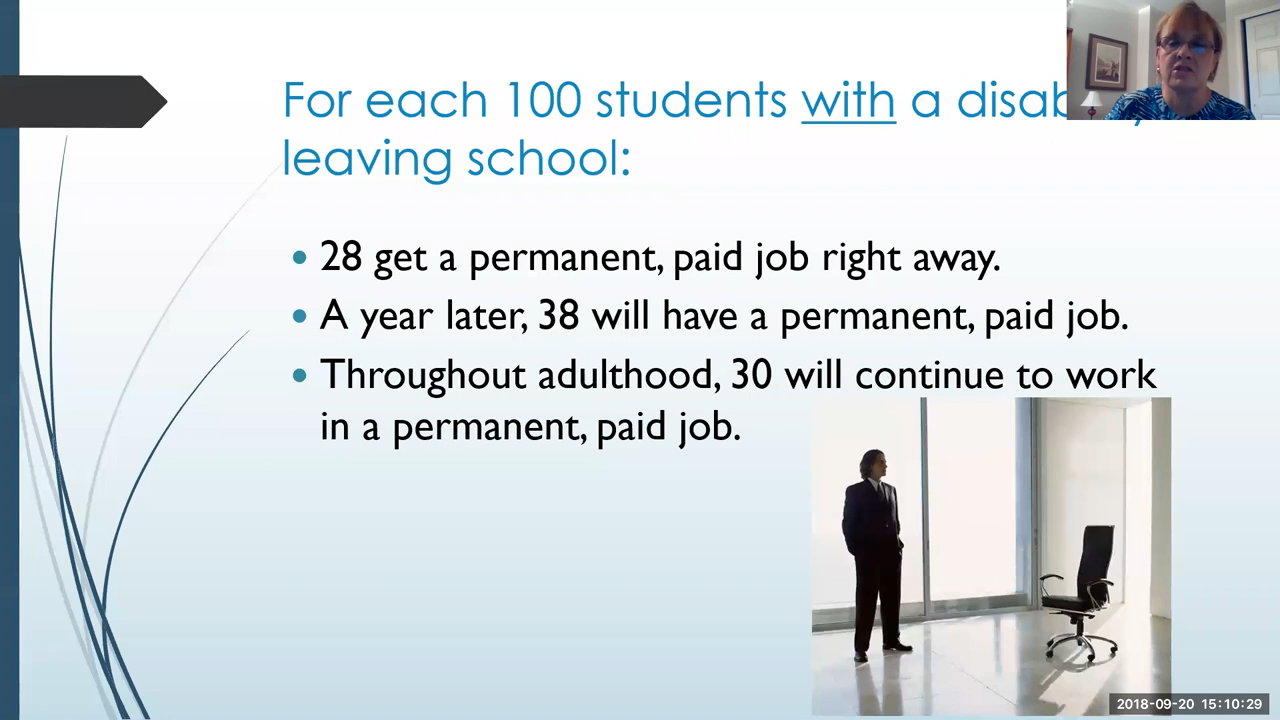 For each 100 students with a
leaving school:
• 28 get a permanent, paid job right away.
• A year later, 38 will have a permanent, paid job.
• Throughout adulthood, 30 will continue to work
in a permanent, paid job.
2018-09-20 15:10:29